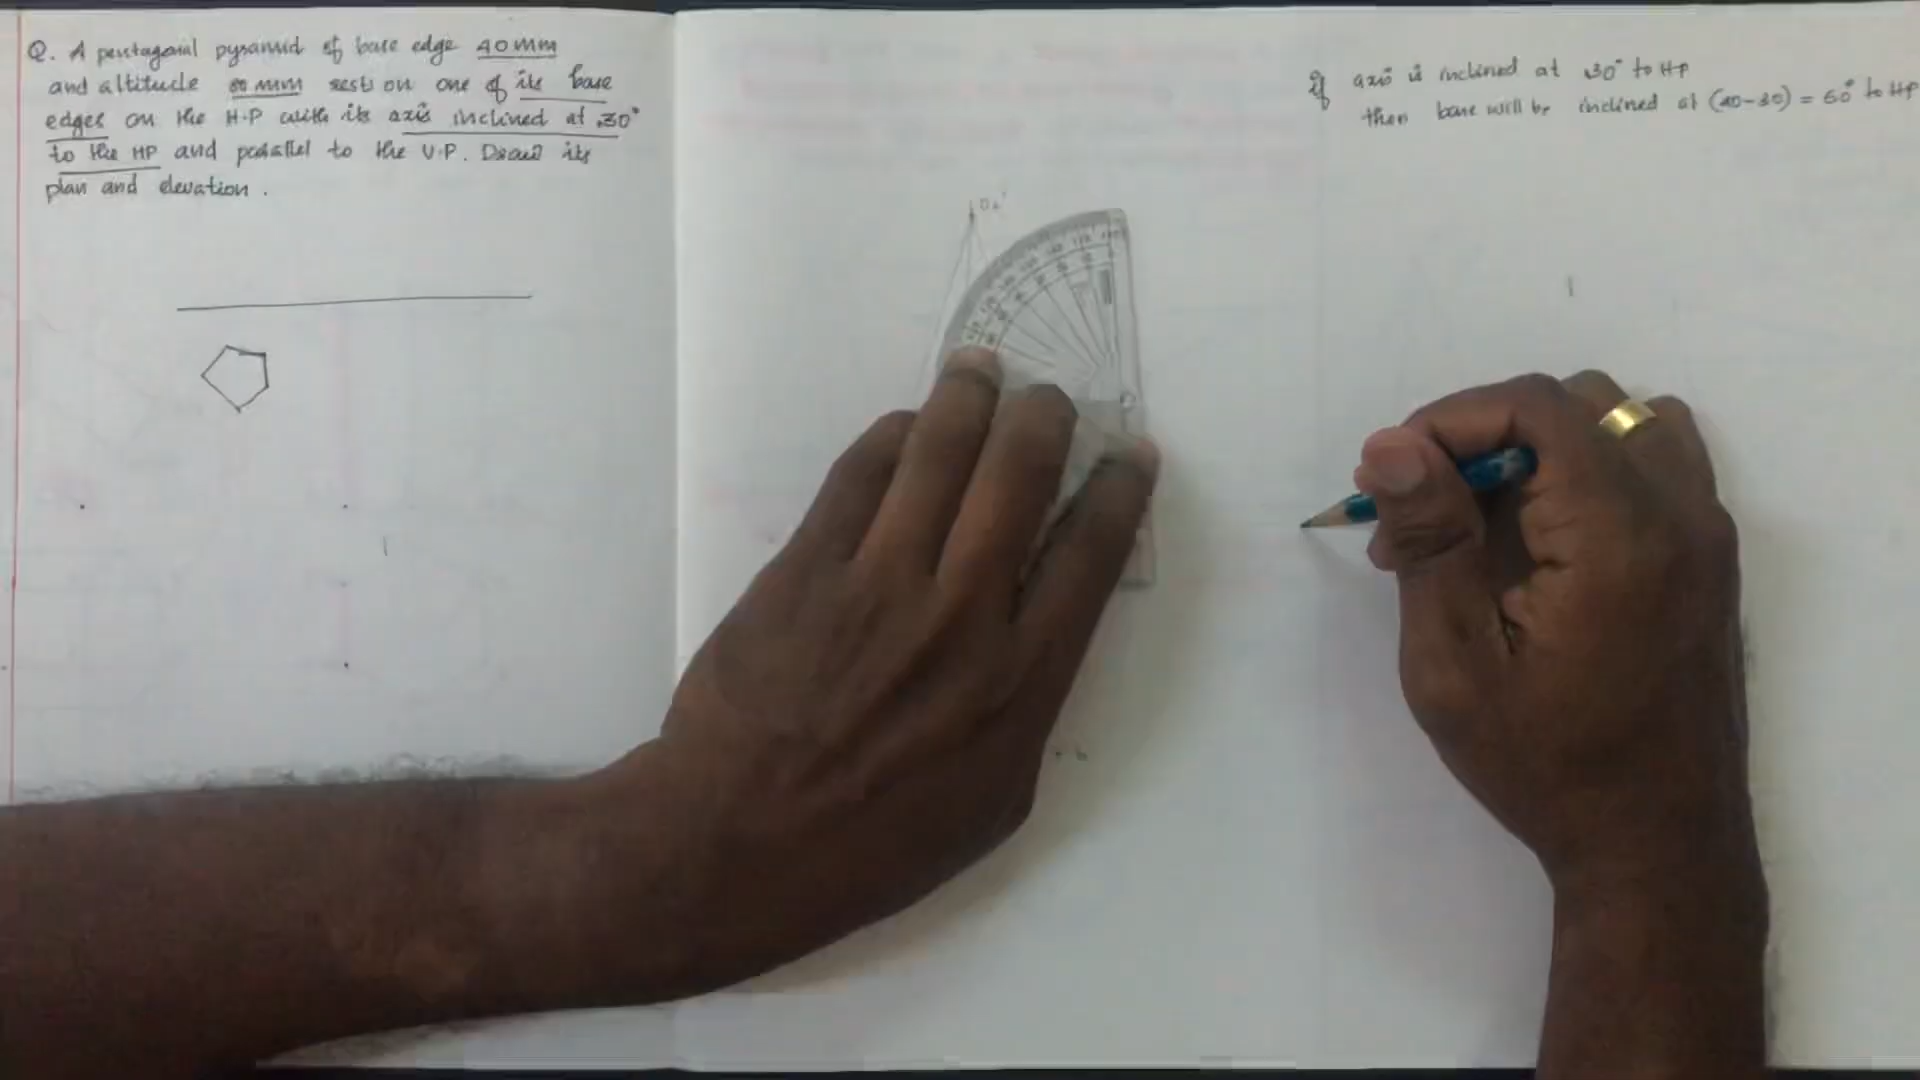 Q. A pentagonal pyramid of base edge 40mm
and altitude 80 mm rests on one of its base
edges on the H.P with its axis inclined at 30°
to the HP and parallel to the V.P. Draw its
plan and elevation.
if axis is inclined at 30° to HP
then base will be inclined at (90-30) = 60° to HP